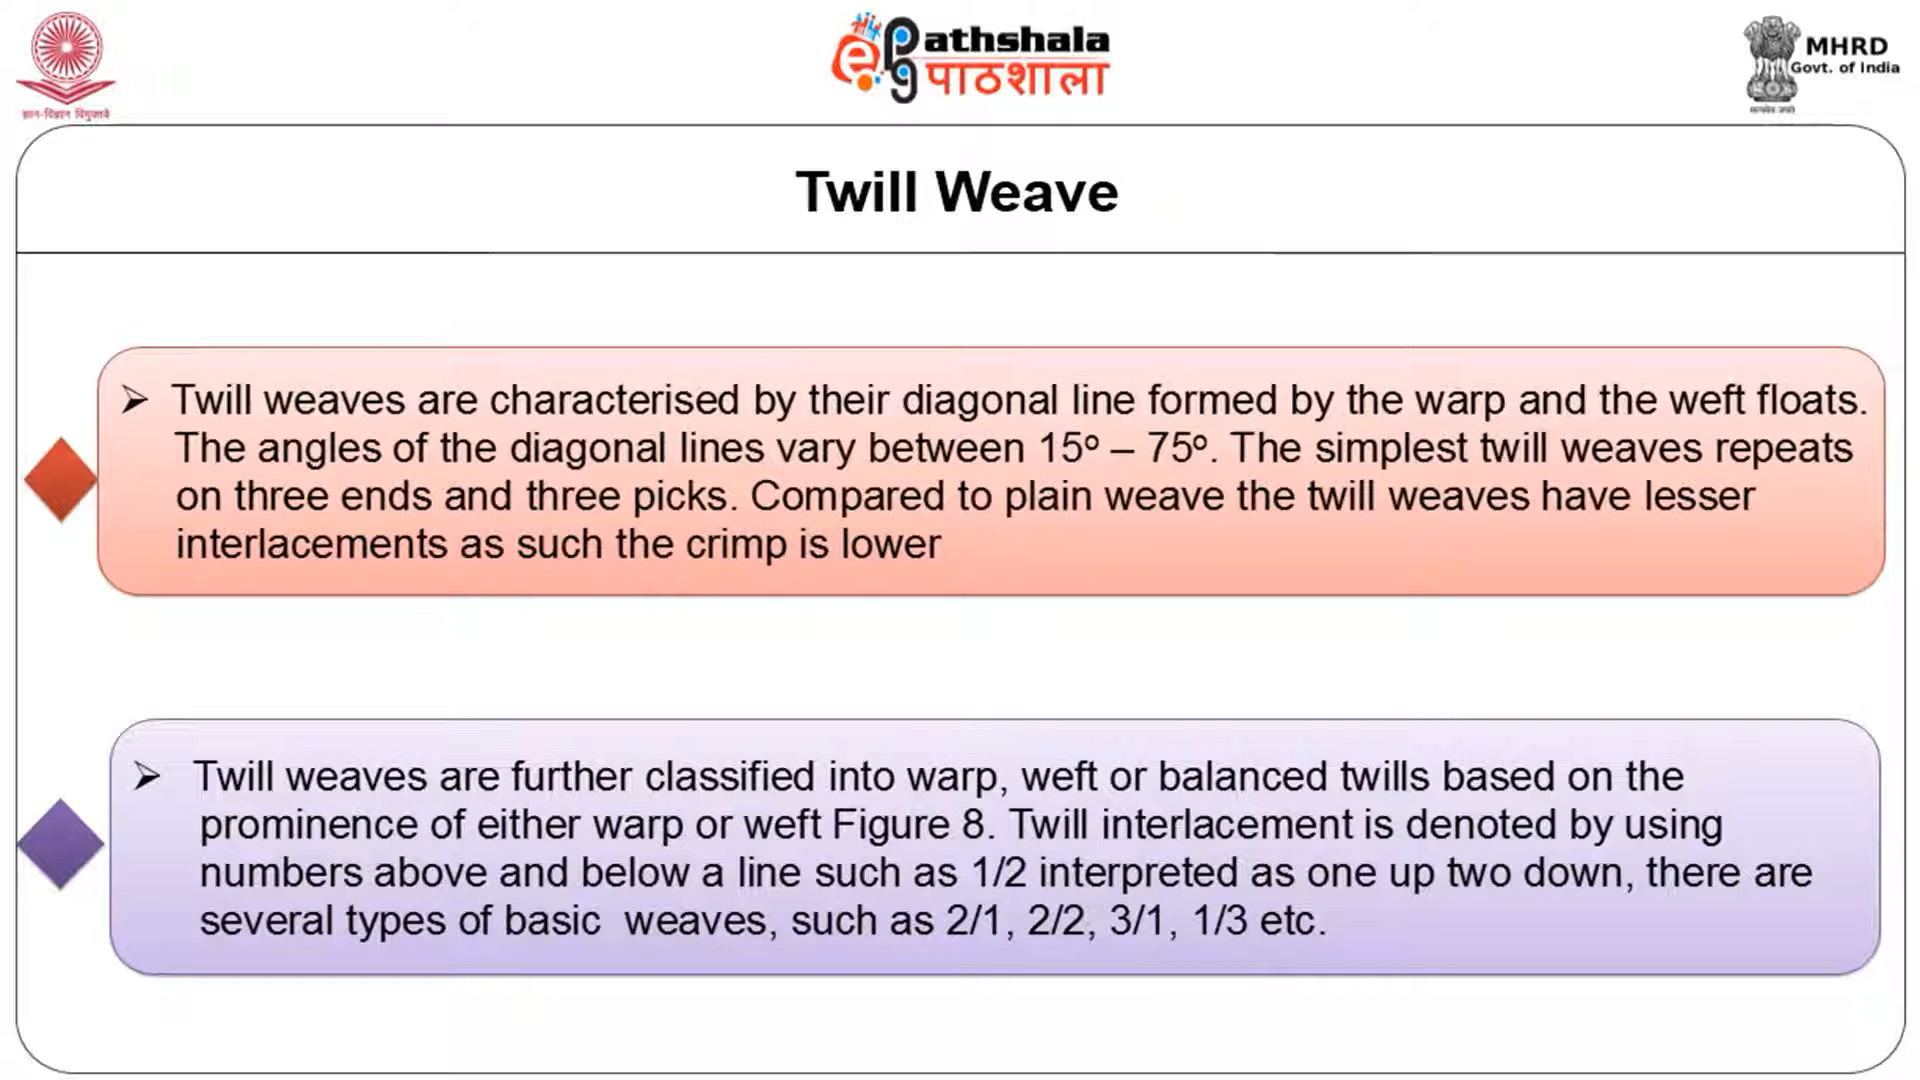 ज्ञान-विज्ञान विमुक्तये
ePathshala
पाठशाला
MHRD
Govt. of India
सत्यमेव जयते
Twill Weave
➢ Twill weaves are characterised by their diagonal line formed by the warp and the weft floats.
The angles of the diagonal lines vary between 15º – 75º. The simplest twill weaves repeats
on three ends and three picks. Compared to plain weave the twill weaves have lesser
interlacements as such the crimp is lower
➢ Twill weaves are further classified into warp, weft or balanced twills based on the
prominence of either warp or weft Figure 8. Twill interlacement is denoted by using
numbers above and below a line such as 1/2 interpreted as one up two down, there are
several types of basic weaves, such as 2/1, 2/2, 3/1, 1/3 etc.